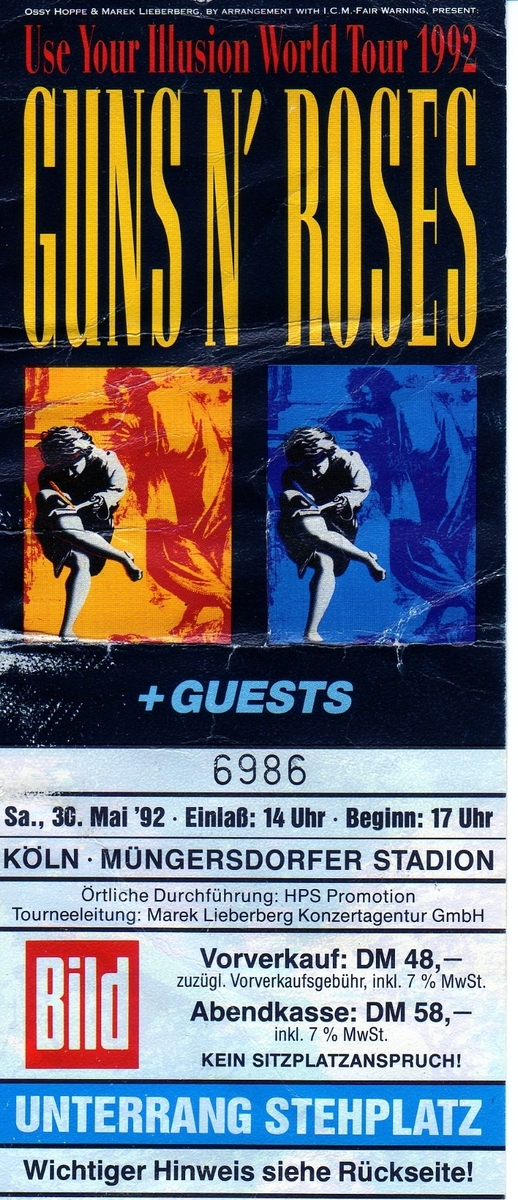 Ossy Hoppe & Marek Lieberberg, by arrangement with I.C.M.-Fair Warning, present:
Use Your Illusion World Tour 1992
GUNS N' ROSES
+ GUESTS
6986
Sa., 30. Mai '92 · Einlaß: 14 Uhr · Beginn: 17 Uhr
KÖLN · MÜNGERSDORFER STADION
Örtliche Durchführung: HPS Promotion
Tourneeleitung: Marek Lieberberg Konzertagentur GmbH
Bild
Vorverkauf: DM 48,–
zuzügl. Vorverkaufsgebühr, inkl. 7 % MwSt.
Abendkasse: DM 58,–
inkl. 7 % MwSt.
KEIN SITZPLATZANSPRUCH!
UNTERRANG STEHPLATZ
Wichtiger Hinweis siehe Rückseite!